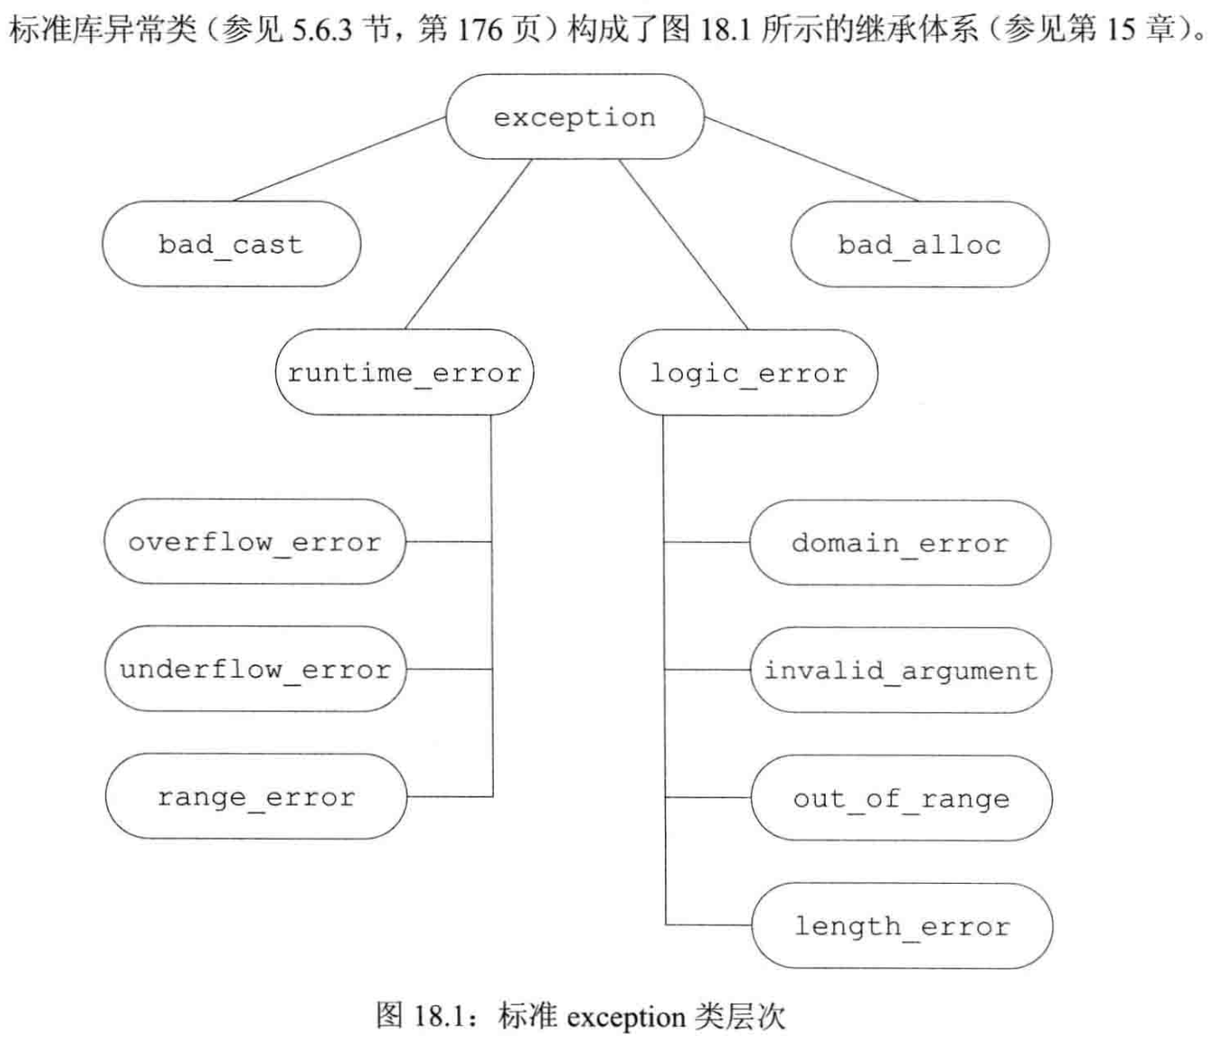 标准库异常类（参见 5.6.3 节，第 176 页）构成了图 18.1 所示的继承体系（参见第 15 章）。
exception
bad_cast
bad_alloc
runtime_error
logic_error
overflow_error
domain_error
underflow_error
invalid_argument
range_error
out_of_range
length_error
图 18.1：标准 exception 类层次